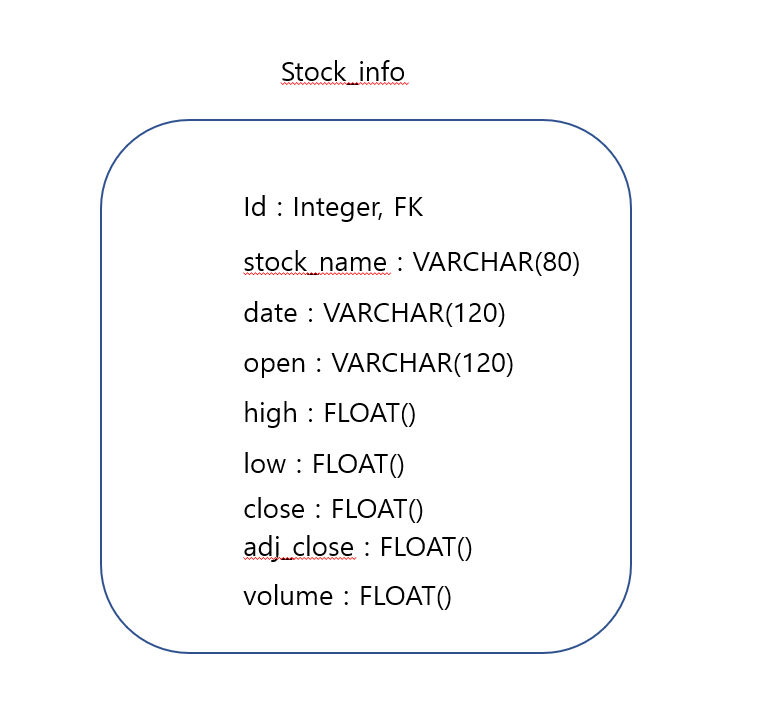 Stock_info
Id : Integer, FK
stock_name : VARCHAR(80)
date : VARCHAR(120)
open : VARCHAR(120)
high : FLOAT()
low : FLOAT()
close : FLOAT()
adj_close : FLOAT()
volume : FLOAT()